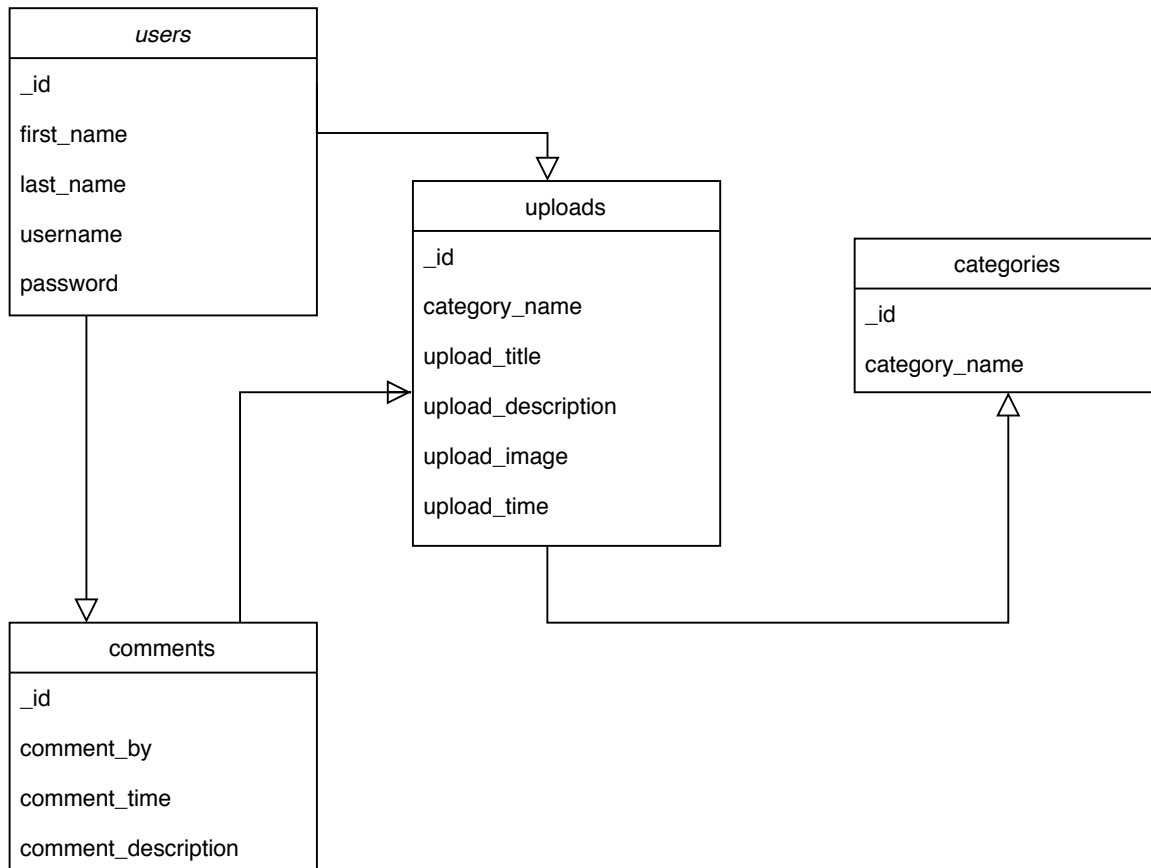 users
_id
first_name
last_name
username
password
uploads
_id
category_name
upload_title
upload_description
upload_image
upload_time
categories
_id
category_name
comments
_id
comment_by
comment_time
comment_description